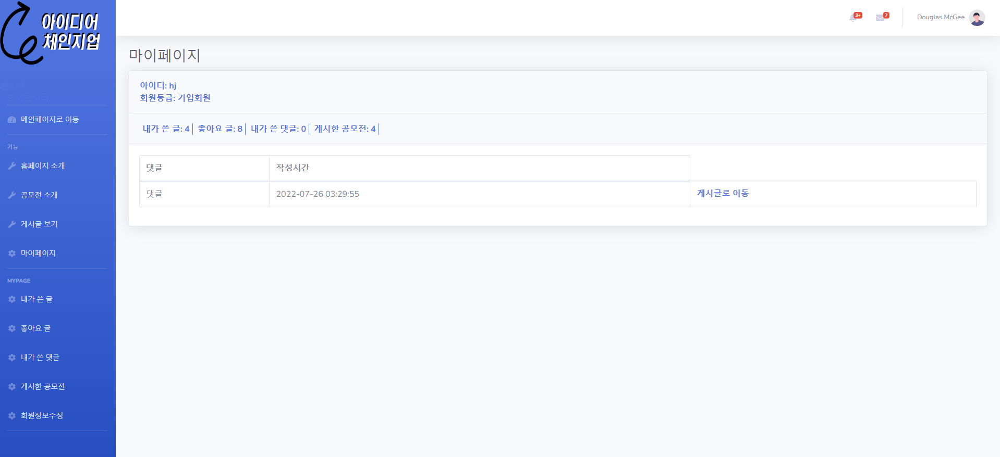 아이디어
체인지업
메인페이지로 이동
기능
홈페이지 소개
공모전 소개
게시글 보기
마이페이지
MYPAGE
내가 쓴 글
좋아요 글
내가 쓴 댓글
게시한 공모전
회원정보수정
3+
7
Douglas McGee
마이페이지
아이디: hj
회원등급: 기업회원
내가 쓴 글: 4| 좋아요 글: 8| 내가 쓴 댓글: 0| 게시한 공모전: 4|
댓글 작성시간
댓글 2022-07-26 03:29:55 게시글로 이동